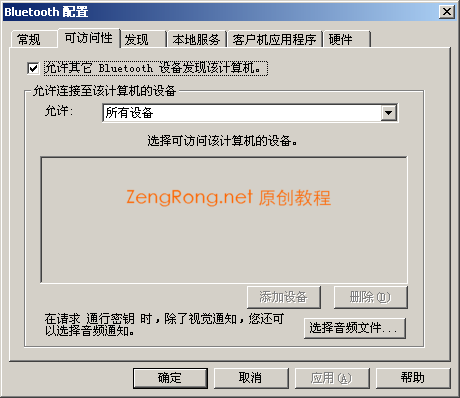 Bluetooth 配置
常规 可访问性 发现 本地服务 客户机应用程序 硬件
允许其它 Bluetooth 设备发现该计算机。
允许连接至该计算机的设备
允许: 所有设备
选择可访问该计算机的设备。
ZengRong.net 原创教程
添加设备 删除(D)
在请求 通行密钥 时,除了视觉通知,您还可
以选择音频通知。
选择音频文件...
确定 取消 应用(A) 帮助